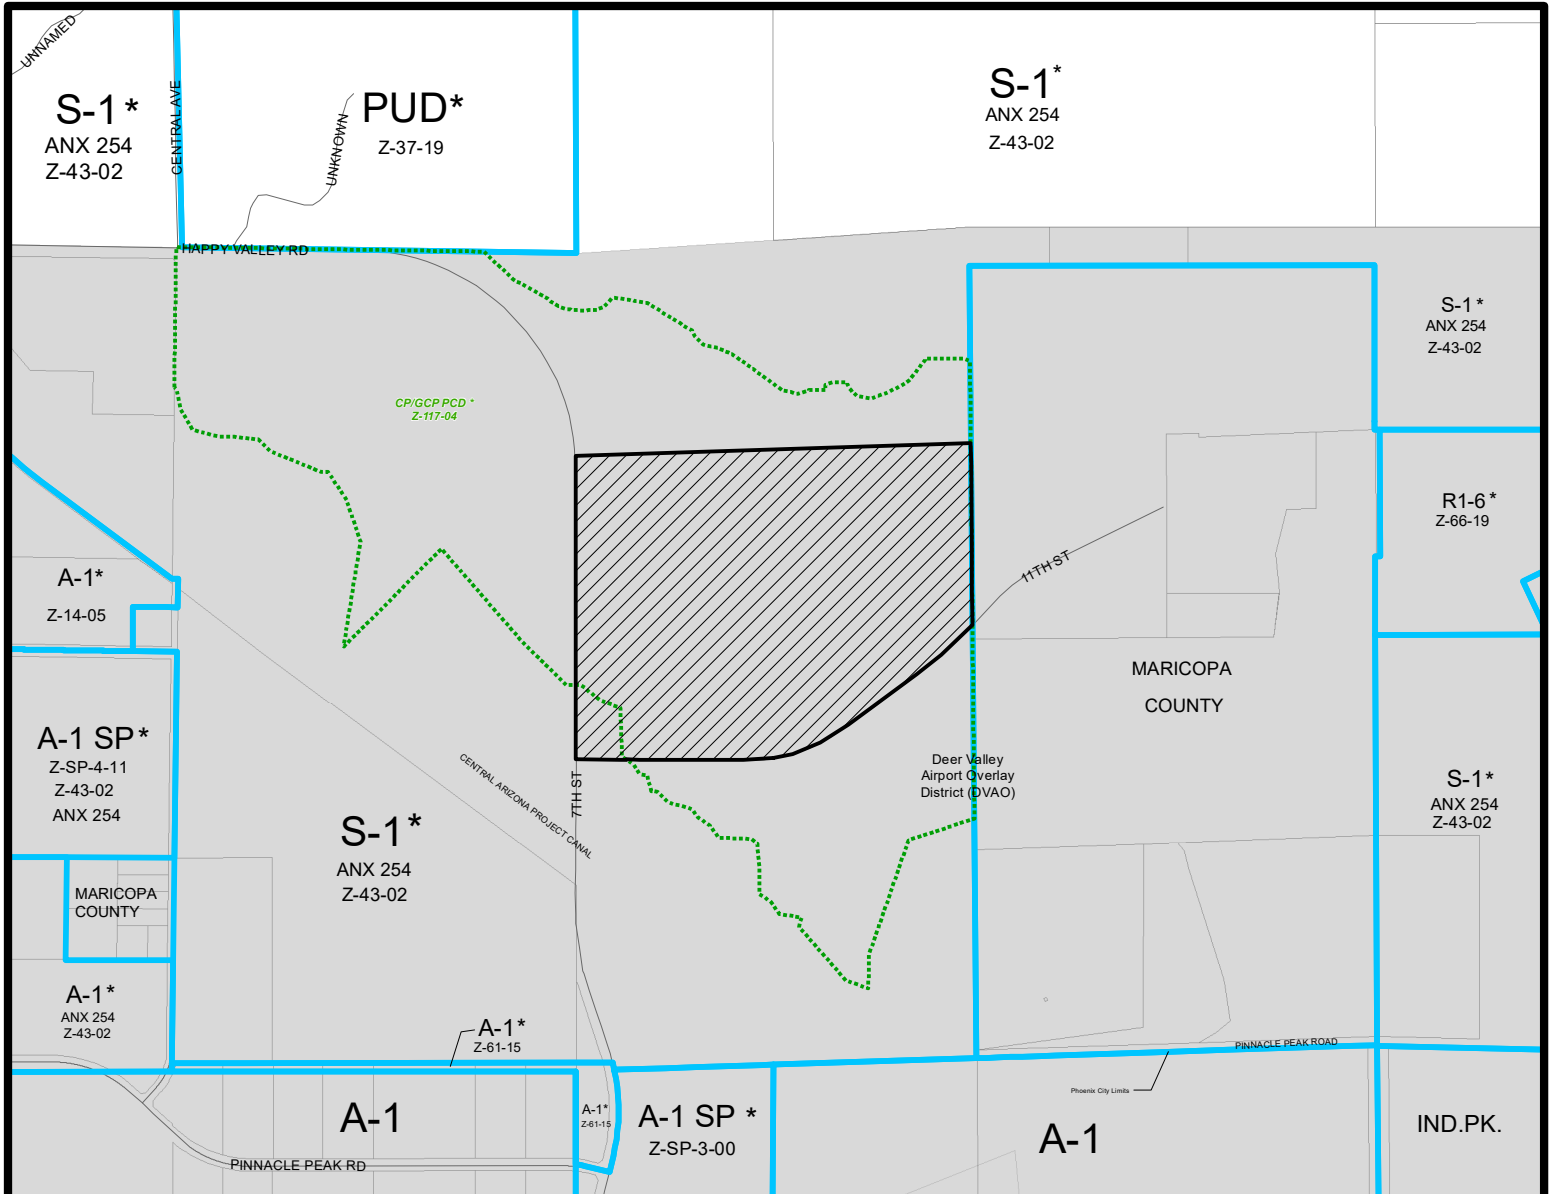 UNNAMED
S-1 *
ANX 254
Z-43-02
CENTRAL AVE
UNKNOWN
PUD*
Z-37-19
S-1*
ANX 254
Z-43-02
HAPPY VALLEY RD
S-1 *
ANX 254
Z-43-02
CP/GCP PCD *
Z-117-04
R1-6 *
Z-66-19
11TH ST
A-1*
Z-14-05
MARICOPA
COUNTY
A-1 SP *
Z-SP-4-11
Z-43-02
ANX 254
CENTRAL ARIZONA PROJECT CANAL
7TH ST
Deer Valley
Airport Overlay
District (DVAO)
S-1*
ANX 254
Z-43-02
S-1*
ANX 254
Z-43-02
MARICOPA
COUNTY
A-1*
ANX 254
Z-43-02
A-1*
Z-61-15
PINNACLE PEAK ROAD
Phoenix City Limits
A-1
A-1*
Z-61-15
A-1 SP *
Z-SP-3-00
A-1
IND.PK.
PINNACLE PEAK RD